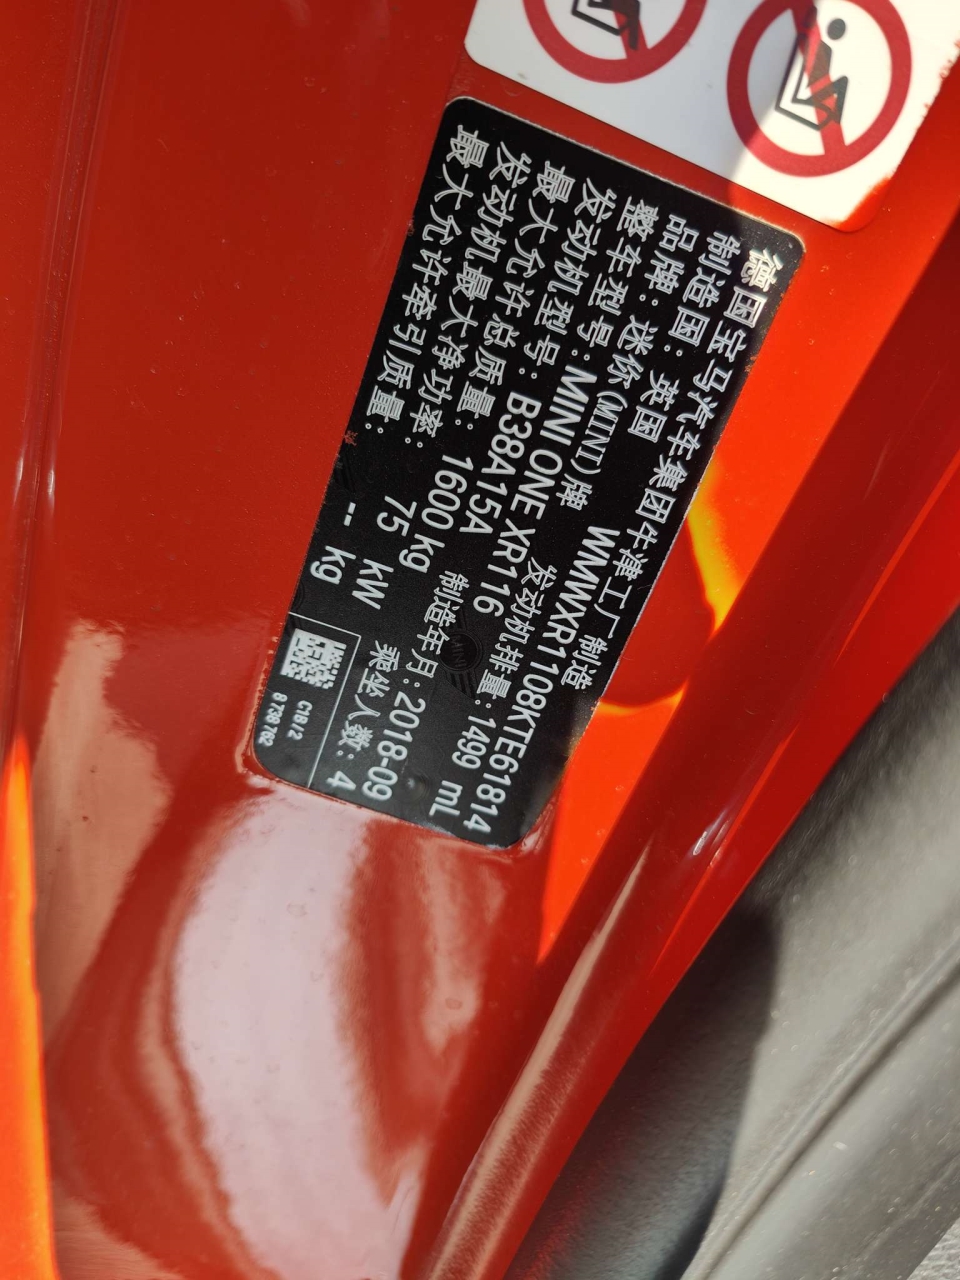 德国宝马汽车集团牛津工厂制造
制造国：英国 WMWXR1108KTE61814
品牌：迷你(MINI)牌
整车型号：MINI ONE XR116 发动机排量：1499 mL
发动机型号：B38A15A
最大允许总质量：1600 kg 制造年月：2018-09
发动机最大净功率：75 kW 乘坐人数：4
最大允许牵引质量：-- kg
C1B/2
8738762